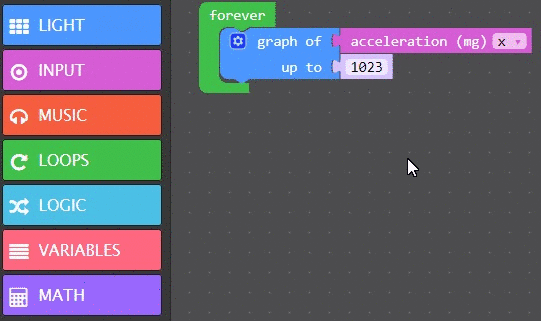 LIGHT
INPUT
MUSIC
LOOPS
LOGIC
VARIABLES
MATH
forever
graph of acceleration (mg) x
up to 1023